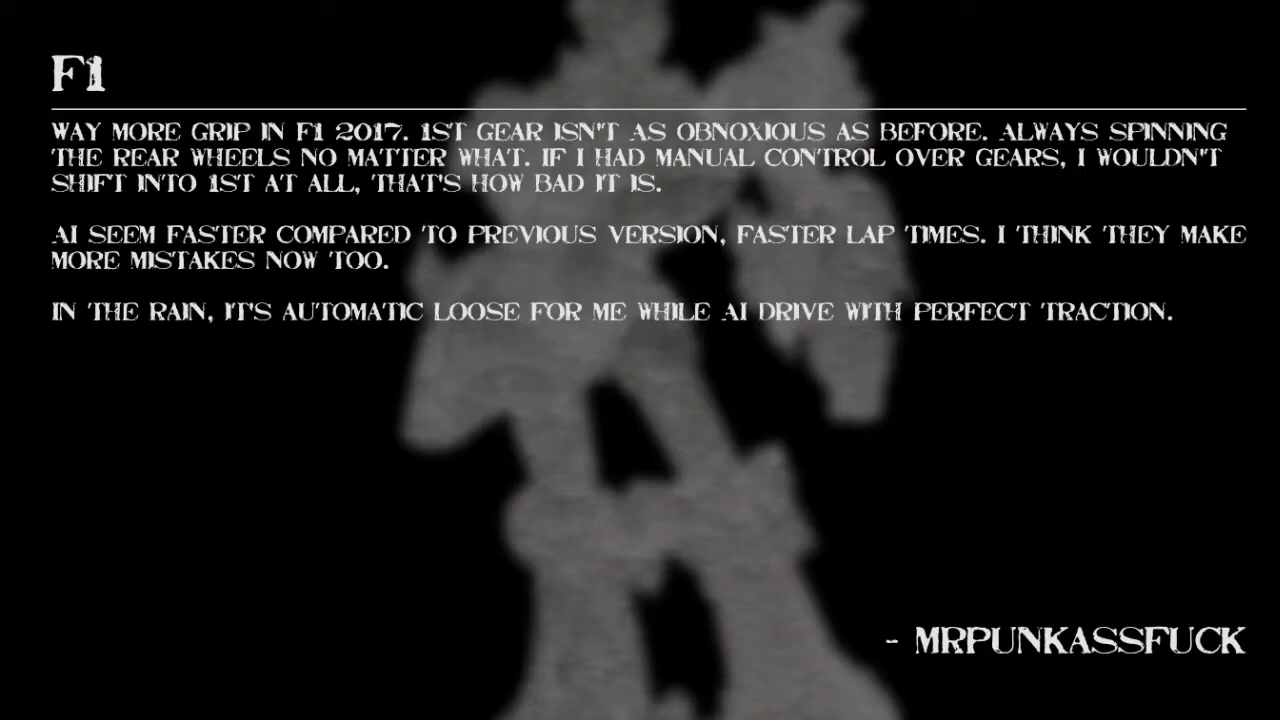 F1
WAY MORE GRIP IN F1 2017. 1ST GEAR ISN'T AS OBNOXIOUS AS BEFORE. ALWAYS SPINNING
THE REAR WHEELS NO MATTER WHAT. IF I HAD MANUAL CONTROL OVER GEARS, I WOULDN'T
SHIFT INTO 1ST AT ALL, THAT'S HOW BAD IT IS.
AI SEEM FASTER COMPARED TO PREVIOUS VERSION, FASTER LAP TIMES. I THINK THEY MAKE
MORE MISTAKES NOW TOO.
IN THE RAIN, IT'S AUTOMATIC LOOSE FOR ME WHILE AI DRIVE WITH PERFECT TRACTION.
- MRPUNKASSFUCK